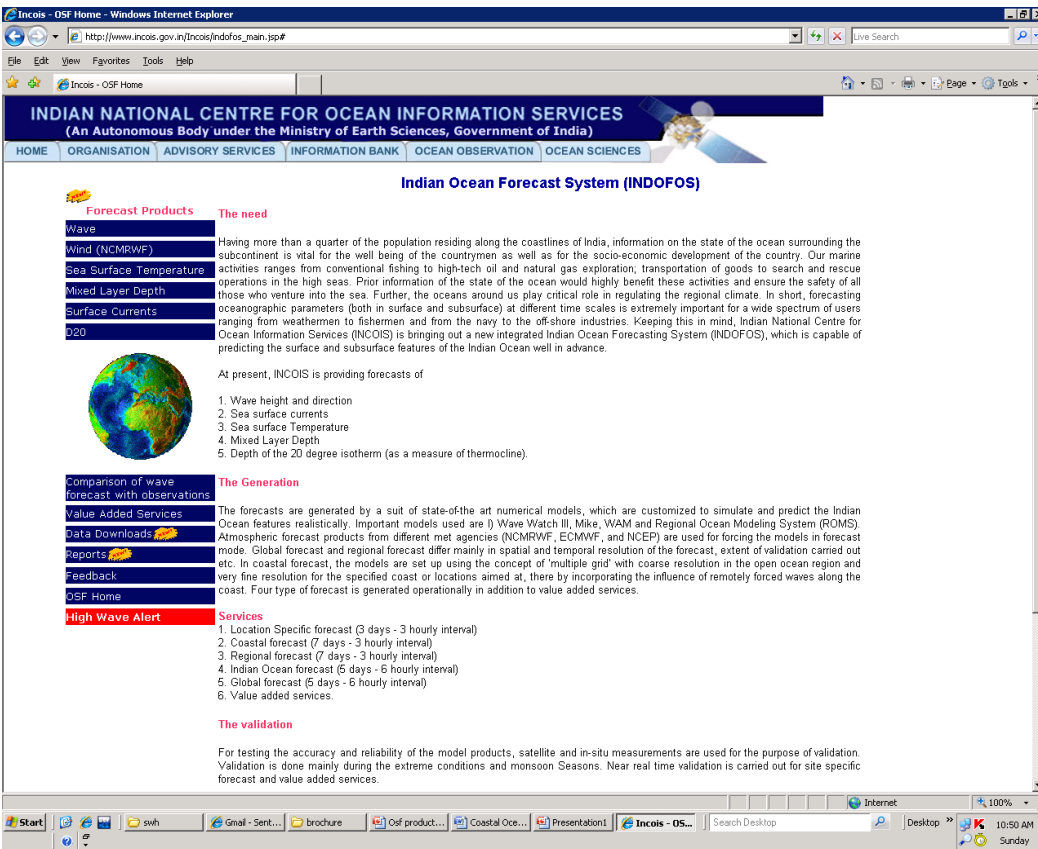 Incois - OSF Home - Windows Internet Explorer
http://www.incois.gov.in/Incois/indofos_main.jsp#
Live Search
File Edit View Favorites Tools Help
Incois - OSF Home
Page Tools
INDIAN NATIONAL CENTRE FOR OCEAN INFORMATION SERVICES
(An Autonomous Body under the Ministry of Earth Sciences, Government of India)
HOME ORGANISATION ADVISORY SERVICES INFORMATION BANK OCEAN OBSERVATION OCEAN SCIENCES
Indian Ocean Forecast System (INDOFOS)
Forecast Products
Wave
Wind (NCMRWF)
Sea Surface Temperature
Mixed Layer Depth
Surface Currents
D20
Comparison of wave
forecast with observations
Value Added Services
Data Downloads
Reports
Feedback
OSF Home
High Wave Alert
The need
Having more than a quarter of the population residing along the coastlines of India, information on the state of the ocean surrounding the
subcontinent is vital for the well being of the countrymen as well as for the socio-economic development of the country. Our marine
activities ranges from conventional fishing to high-tech oil and natural gas exploration; transportation of goods to search and rescue
operations in the high seas. Prior information of the state of the ocean would highly benefit these activities and ensure the safety of all
those who venture into the sea. Further, the oceans around us play critical role in regulating the regional climate. In short, forecasting
oceanographic parameters (both in surface and subsurface) at different time scales is extremely important for a wide spectrum of users
ranging from weathermen to fishermen and from the navy to the off-shore industries. Keeping this in mind, Indian National Centre for
Ocean Information Services (INCOIS) is bringing out a new integrated Indian Ocean Forecasting System (INDOFOS), which is capable of
predicting the surface and subsurface features of the Indian Ocean well in advance.
At present, INCOIS is providing forecasts of
1. Wave height and direction
2. Sea surface currents
3. Sea surface Temperature
4. Mixed Layer Depth
5. Depth of the 20 degree isotherm (as a measure of thermocline).
The Generation
The forecasts are generated by a suit of state-of-the art numerical models, which are customized to simulate and predict the Indian
Ocean features realistically. Important models used are I) Wave Watch III, Mike, WAM and Regional Ocean Modeling System (ROMS).
Atmospheric forecast products from different met agencies (NCMRWF, ECMWF, and NCEP) are used for forcing the models in forecast
mode. Global forecast and regional forecast differ mainly in spatial and temporal resolution of the forecast, extent of validation carried out
etc. In coastal forecast, the models are set up using the concept of 'multiple grid' with coarse resolution in the open ocean region and
very fine resolution for the specified coast or locations aimed at, there by incorporating the influence of remotely forced waves along the
coast. Four type of forecast is generated operationally in addition to value added services.
Services
1. Location Specific forecast (3 days - 3 hourly interval)
2. Coastal forecast (7 days - 3 hourly interval)
3. Regional forecast (7 days - 3 hourly interval)
4. Indian Ocean forecast (5 days - 6 hourly interval)
5. Global forecast (5 days - 6 hourly interval)
6. Value added services.
The validation
For testing the accuracy and reliability of the model products, satellite and in-situ measurements are used for the purpose of validation.
Validation is done mainly during the extreme conditions and monsoon Seasons. Near real time validation is carried out for site specific
forecast and value added services.
Internet 100%
Start swh Gmail - Sent... brochure Osf product... Coastal Oce... Presentation1 Incois - OS... Search Desktop Desktop 10:50 AM
Sunday